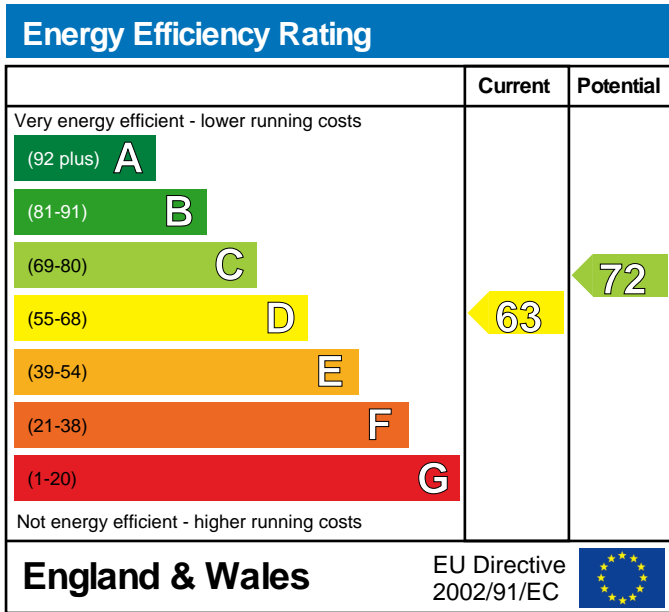 Energy Efficiency Rating
Current Potential
Very energy efficient - lower running costs
(92 plus) A
(81-91) B
(69-80) C
72
(55-68) D
63
(39-54) E
(21-38) F
(1-20) G
Not energy efficient - higher running costs
England & Wales
EU Directive
2002/91/EC